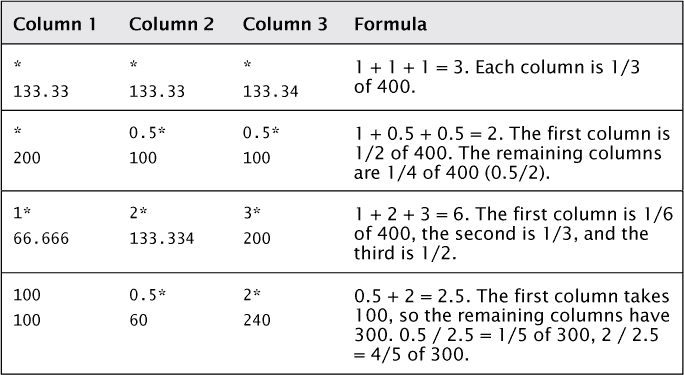 Column 1 Column 2 Column 3 Formula
* * * 1 + 1 + 1 = 3. Each column is 1/3
133.33 133.33 133.34 of 400.
* 0.5* 0.5* 1 + 0.5 + 0.5 = 2. The first column is
200 100 100 1/2 of 400. The remaining columns
are 1/4 of 400 (0.5/2).
1* 2* 3* 1 + 2 + 3 = 6. The first column is 1/6
66.666 133.334 200 of 400, the second is 1/3, and the
third is 1/2.
100 0.5* 2* 0.5 + 2 = 2.5. The first column takes
100 60 240 100, so the remaining columns have
300. 0.5 / 2.5 = 1/5 of 300, 2 / 2.5
= 4/5 of 300.